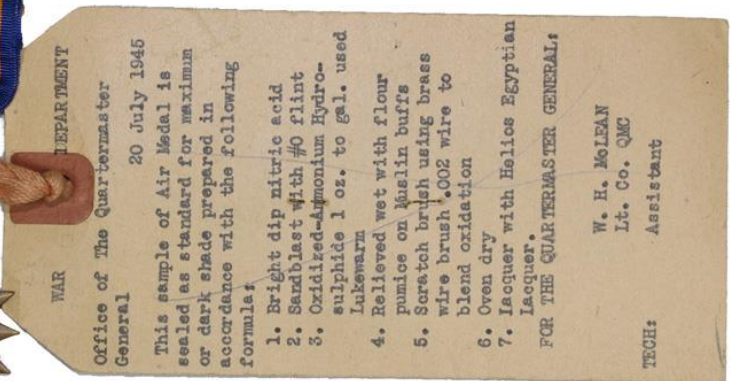 WAR DEPARTMENT
Office of The Quartermaster
General 20 July 1945
This sample of Air Medal is
sealed as standard for maximum
or dark shade prepared in
accordance with the following
formula:
1. Bright dip nitric acid
2. Sandblast with #0 flint
3. Oxidized-Ammonium Hydro-
sulphide 1 oz. to gal. used
Lukewarm
4. Relieved wet with flour
pumice on Muslin buffs
5. Scratch brush using brass
wire brush .002 wire to
blend oxidation
6. Oven dry
7. Lacquer with Helios Egyptian
Lacquer.
FOR THE QUARTERMASTER GENERAL:
W. H. McLEAN
Lt. Co. QMC
Assistant
TECH: